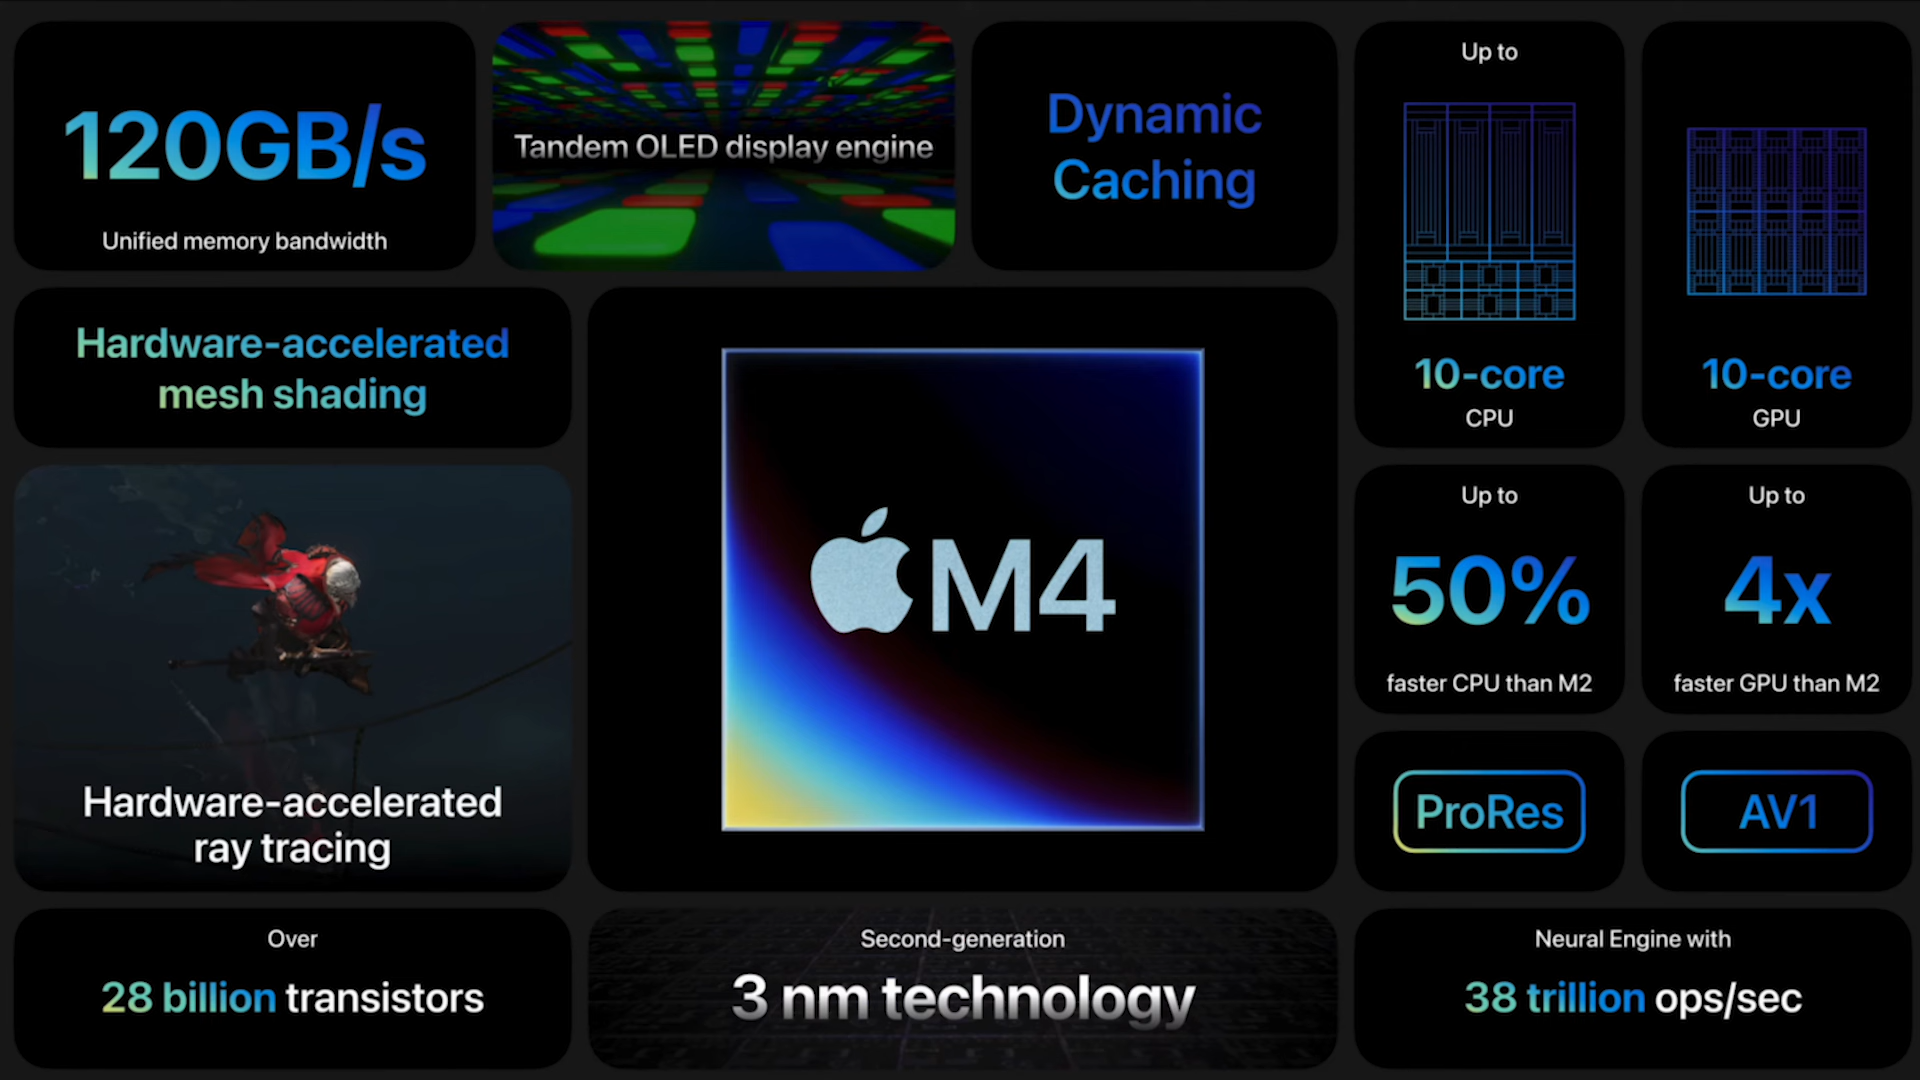 120GB/s
Unified memory bandwidth
Tandem OLED display engine
Dynamic
Caching
Up to
10-core
CPU
10-core
GPU
Hardware-accelerated
mesh shading
M4
Up to
50%
faster CPU than M2
Up to
4x
faster GPU than M2
Hardware-accelerated
ray tracing
ProRes
AV1
Over
28 billion transistors
Second-generation
3 nm technology
Neural Engine with
38 trillion ops/sec